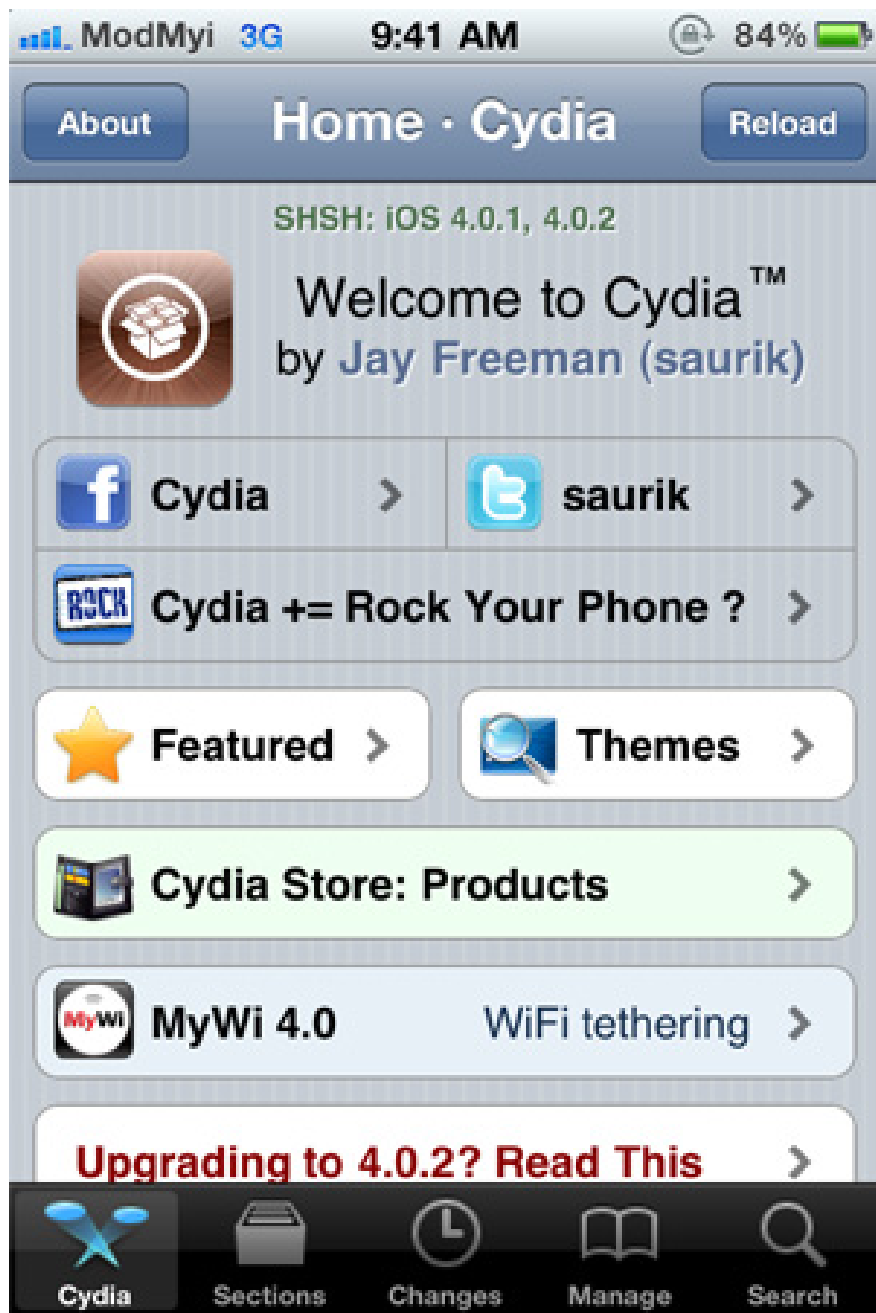 ModMyi 3G 9:41 AM 84%
About Home · Cydia Reload
SHSH: iOS 4.0.1, 4.0.2
Welcome to Cydia™
by Jay Freeman (saurik)
Cydia
saurik
ROCK Cydia += Rock Your Phone ?
Featured
Themes
Cydia Store: Products
MyWi MyWi 4.0 WiFi tethering
Upgrading to 4.0.2? Read This
Cydia Sections Changes Manage Search